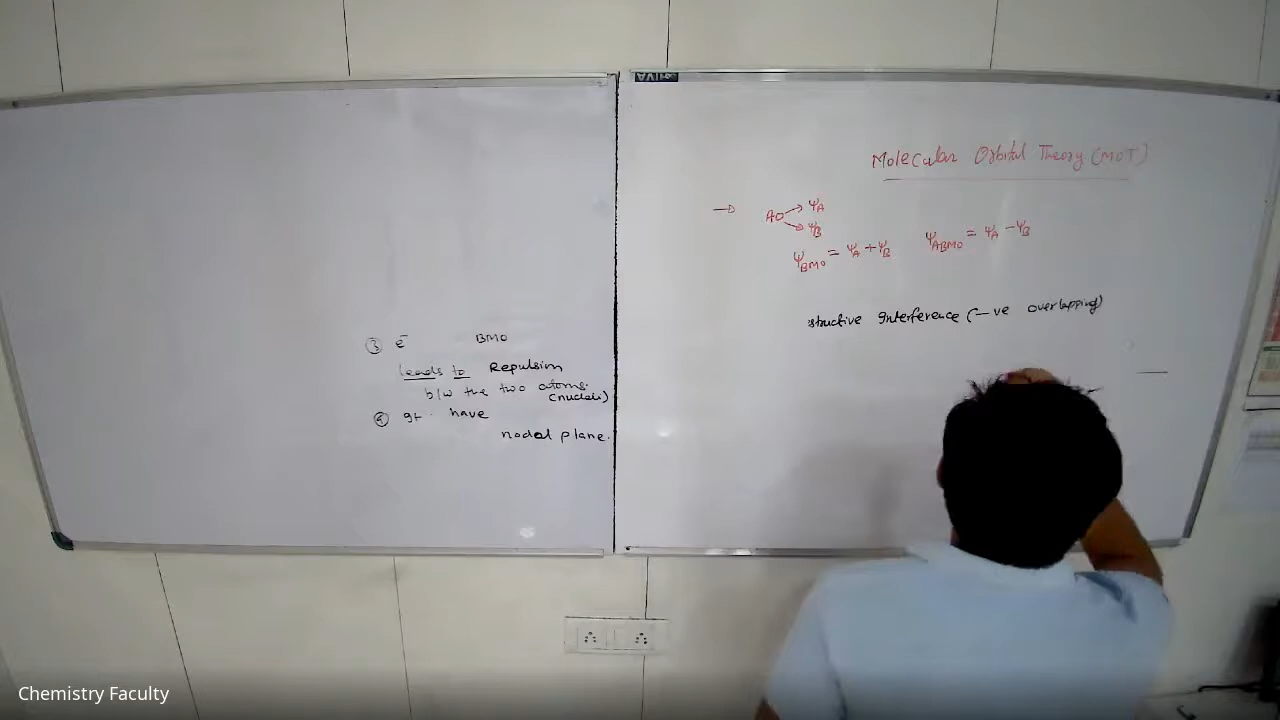 Molecular Orbital Theory (MOT)
→ AO → ΨA
→ ΨB
ΨBMO = ΨA + ΨB ΨABMO = ΨA − ΨB
structive Interference (−ve overlapping)
③ e⁻ BMO
leads to Repulsion
b/w the two atoms.
(nuclei)
④ It have
nodal plane.
Chemistry Faculty